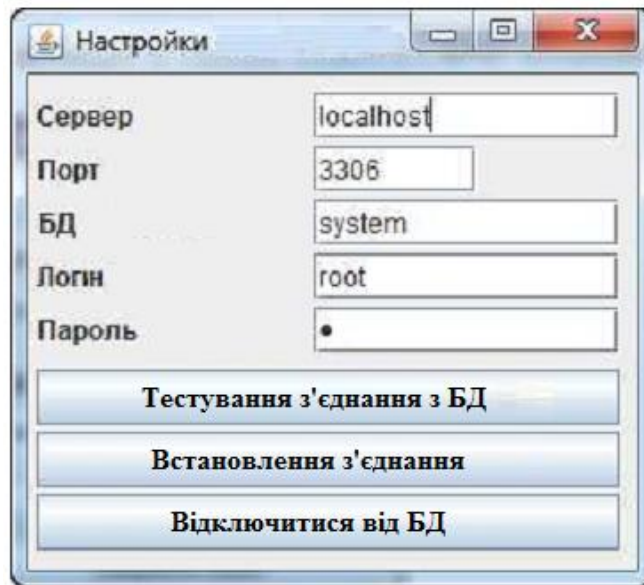 Настройки
Сервер localhost
Порт 3306
БД system
Логін root
Пароль •
Тестування з'єднання з БД
Встановлення з'єднання
Відключитися від БД